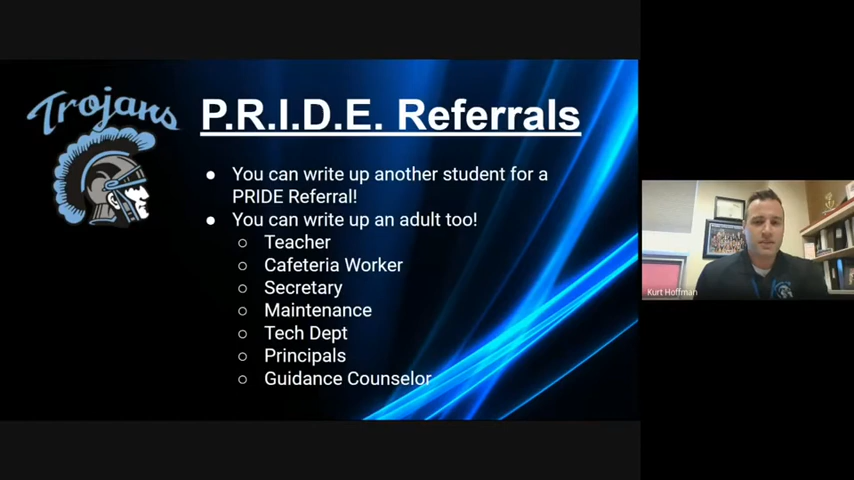 Trojans
P.R.I.D.E. Referrals
● You can write up another student for a
PRIDE Referral!
● You can write up an adult too!
○ Teacher
○ Cafeteria Worker
○ Secretary
○ Maintenance
○ Tech Dept
○ Principals
○ Guidance Counselor
Kurt Hoffman